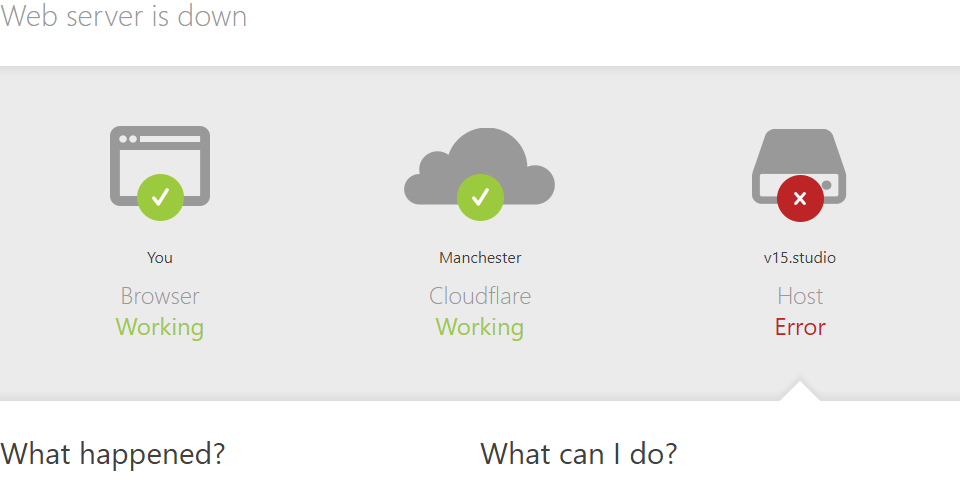 Web server is down
You
Manchester
v15.studio
Browser
Cloudflare
Host
Working
Working
Error
What happened?
What can I do?